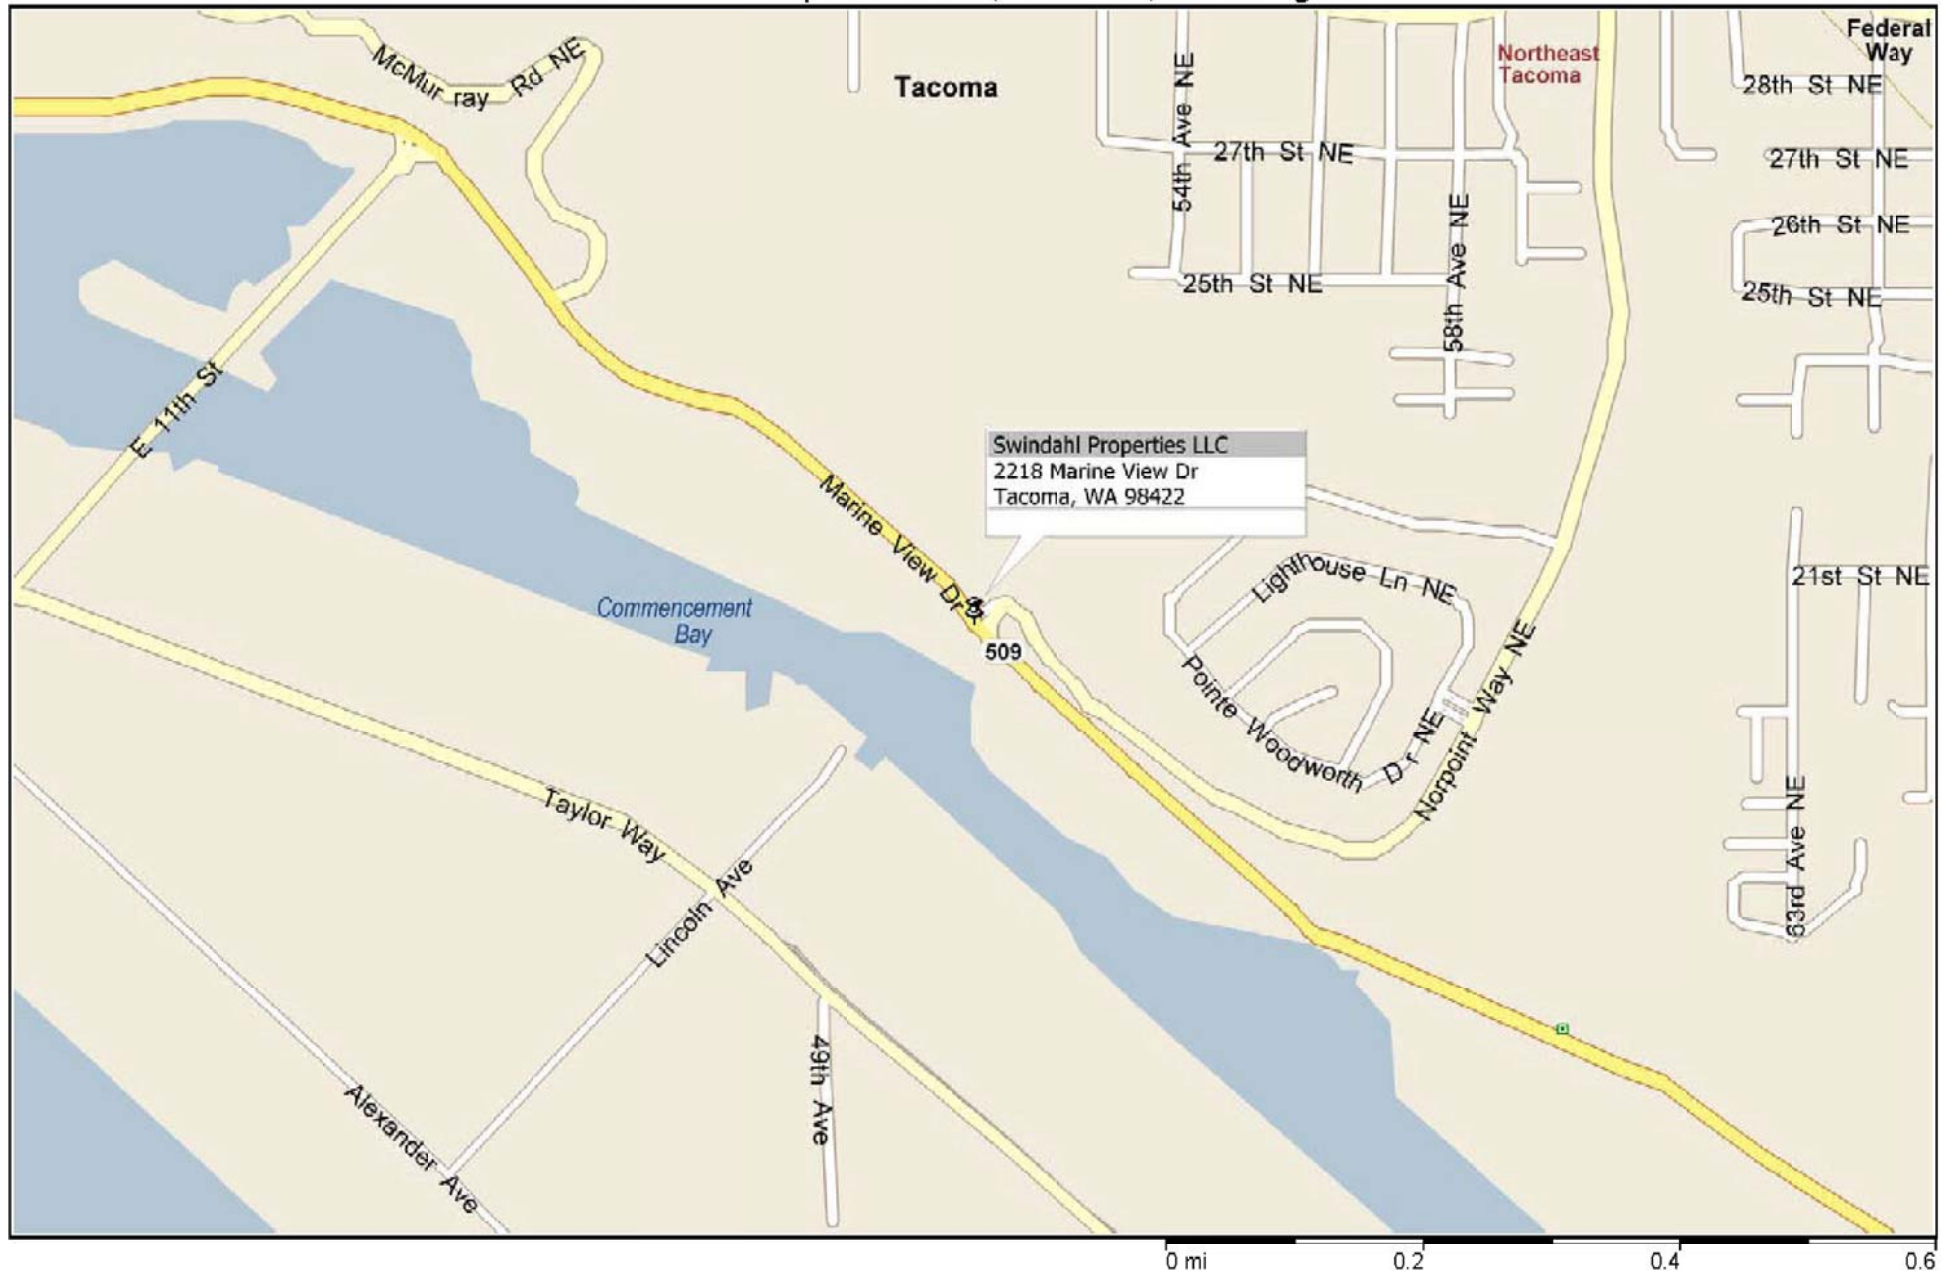 McMurray Rd NE
Tacoma
54th Ave NE
27th St NE
25th St NE
58th Ave NE
Northeast
Tacoma
Federal
Way
28th St NE
27th St NE
26th St NE
25th St NE
E 11th St
Swindahl Properties LLC
2218 Marine View Dr
Tacoma, WA 98422
Marine View Dr
509
Commencement
Bay
Lighthouse Ln NE
Pointe Woodworth Dr NE
Norpoint Way NE
21st St NE
63rd Ave NE
Taylor Way
Lincoln Ave
49th Ave
Alexander Ave
0 mi 0.2 0.4 0.6